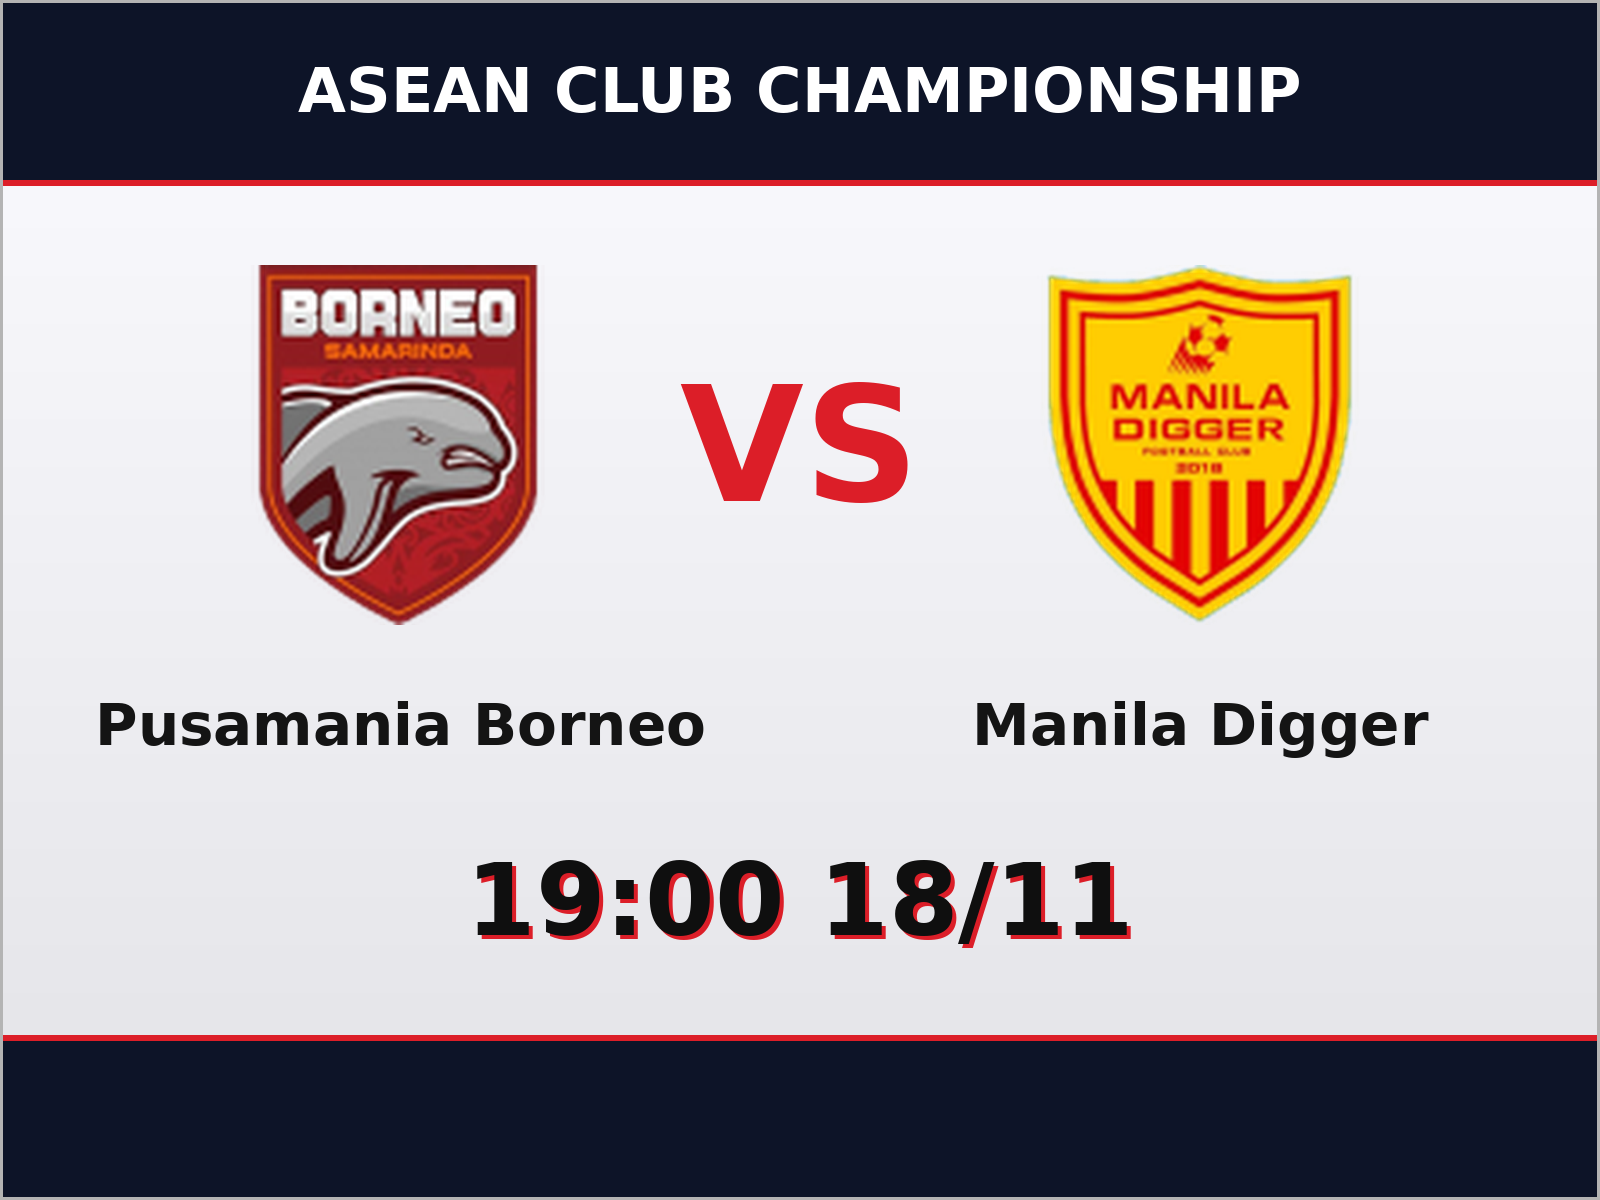 ASEAN CLUB CHAMPIONSHIP
BORNEO
SAMARINDA
VS
MANILA
DIGGER
FOOTBALL CLUB
2018
Pusamania Borneo
Manila Digger
19:00 18/11